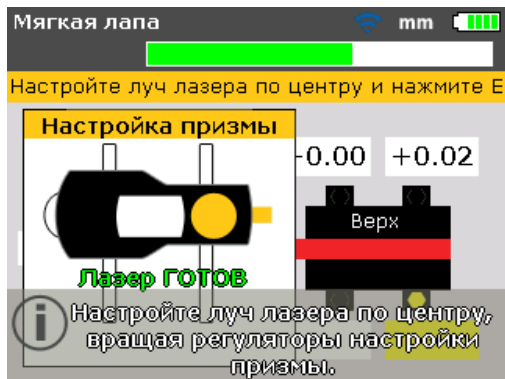 Мягкая лапа mm
Настройте луч лазера по центру и нажмите E
Настройка призмы
-0.00 +0.02
Верх
Лазер ГОТОВ
Настройте луч лазера по центру,
вращая регуляторы настройки
призмы.